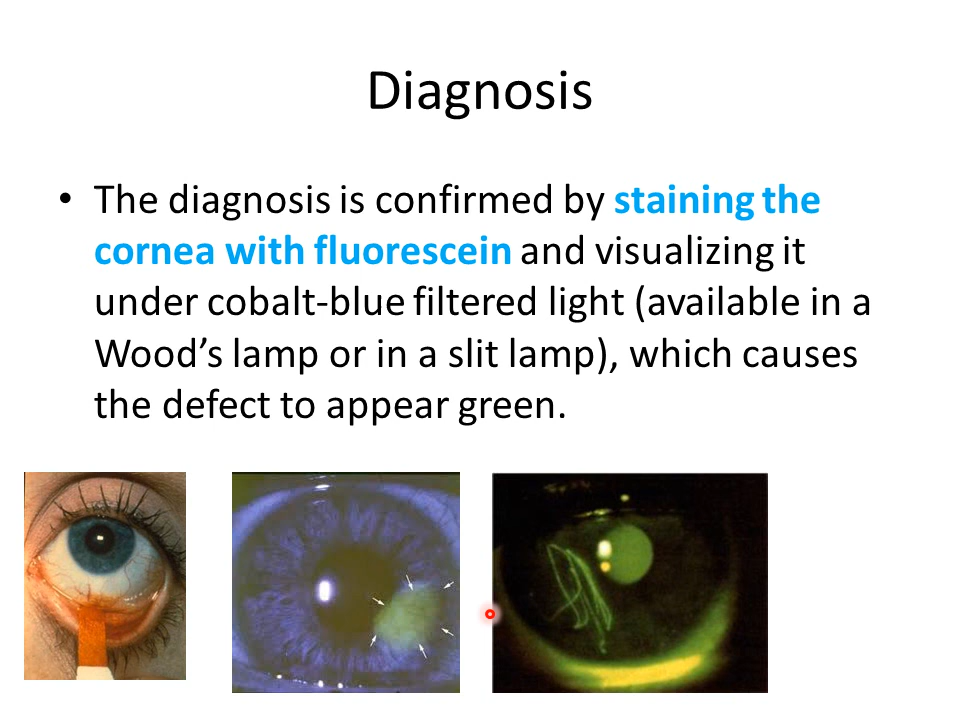 Diagnosis
• The diagnosis is confirmed by staining the
cornea with fluorescein and visualizing it
under cobalt-blue filtered light (available in a
Wood’s lamp or in a slit lamp), which causes
the defect to appear green.